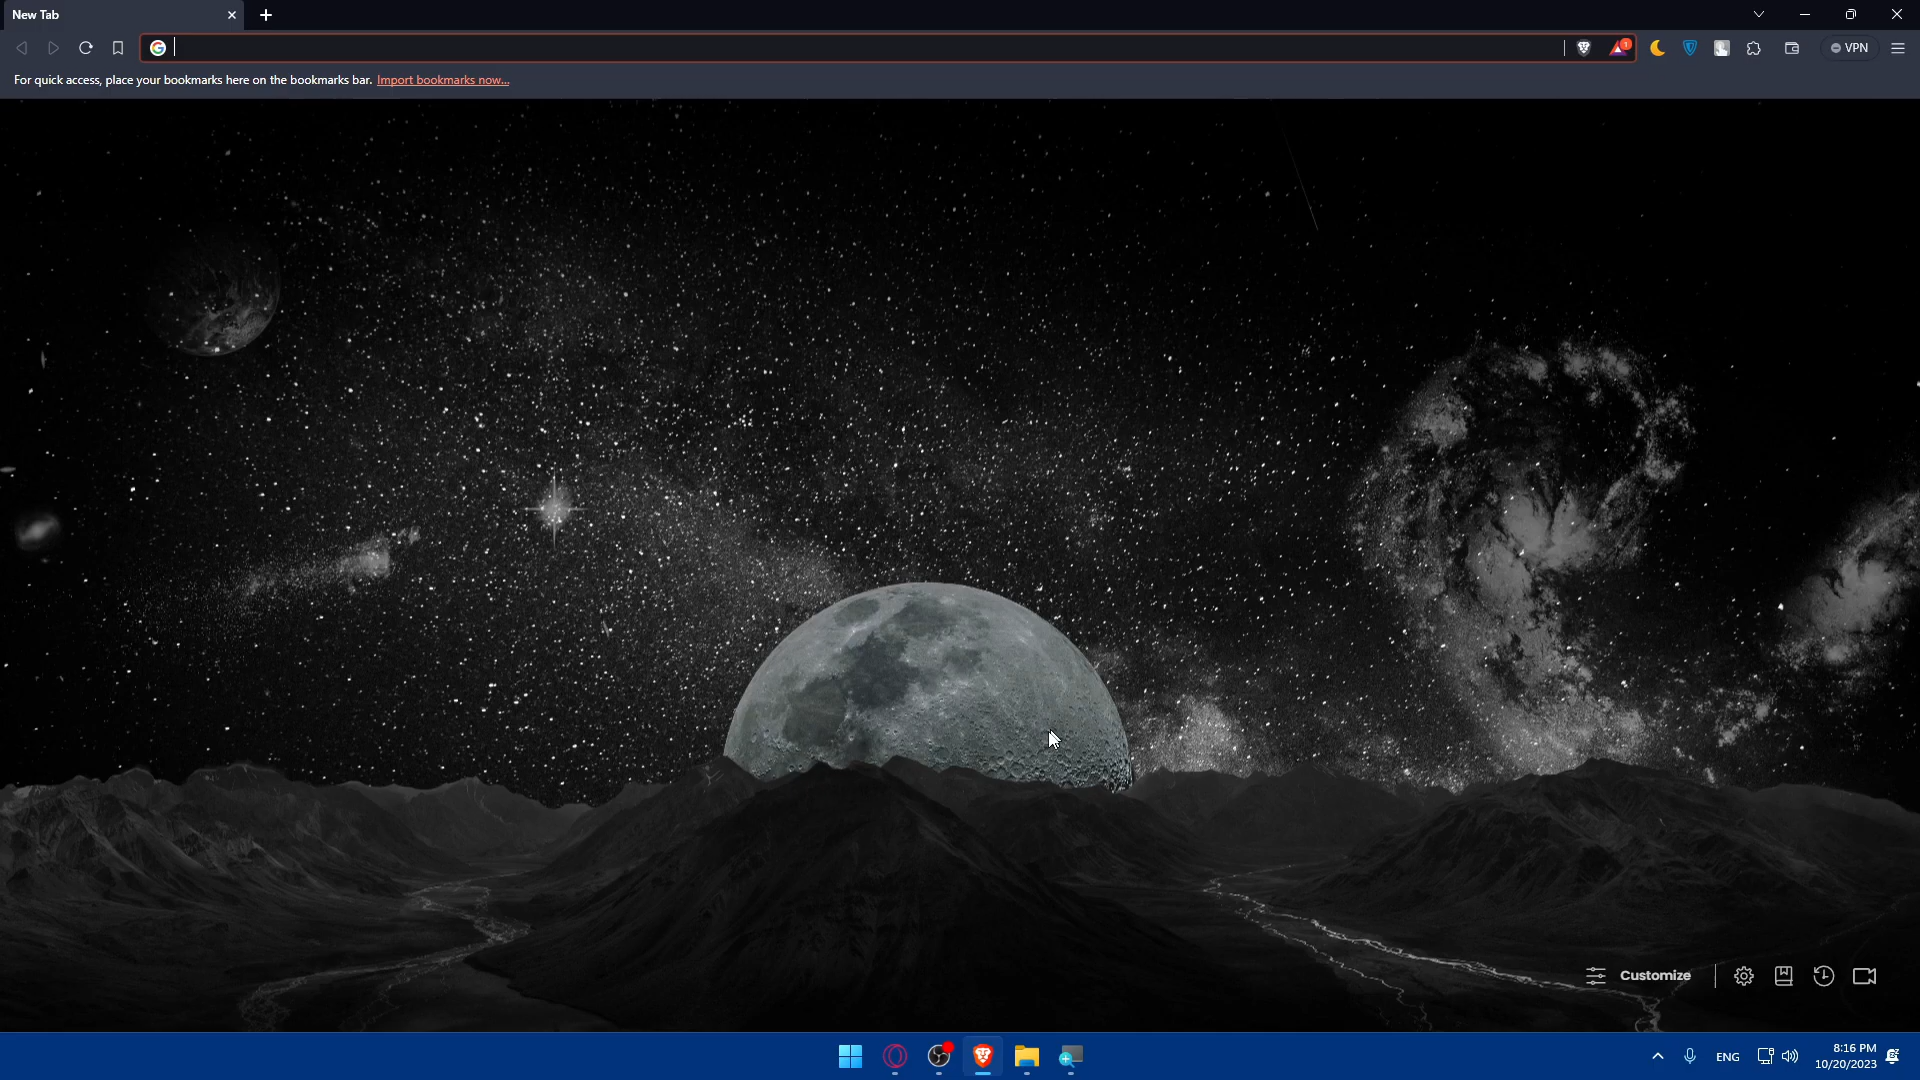 New Tab
1
VPN
For quick access, place your bookmarks here on the bookmarks bar. Import bookmarks now...
Customize
ENG
8:16 PM
10/20/2023